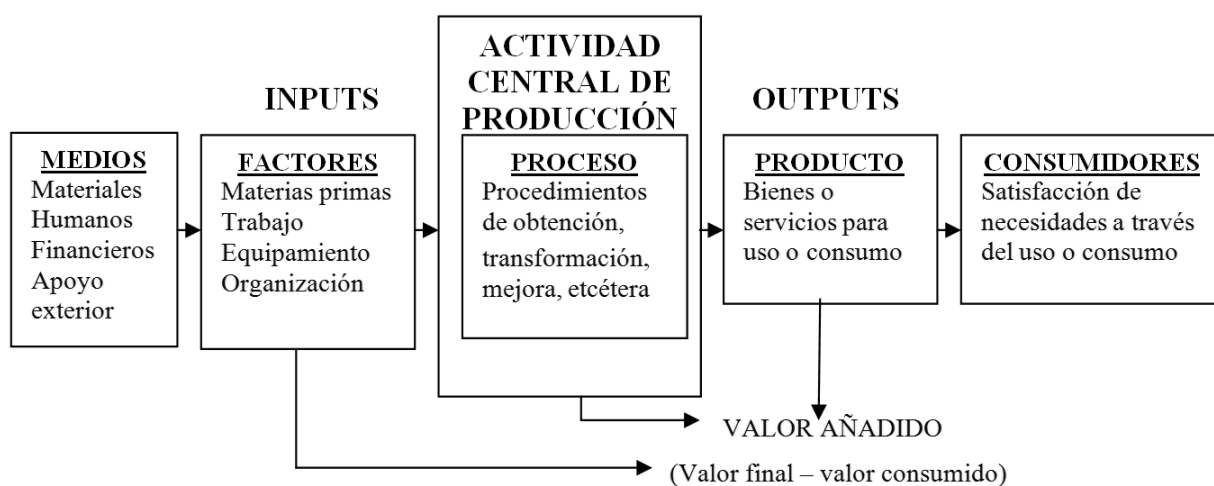 ACTIVIDAD
CENTRAL DE
PRODUCCIÓN
INPUTS
OUTPUTS
MEDIOS
Materiales
Humanos
Financieros
Apoyo
exterior
FACTORES
Materias primas
Trabajo
Equipamiento
Organización
PROCESO
Procedimientos
de obtención,
transformación,
mejora, etcétera
PRODUCTO
Bienes o
servicios para
uso o consumo
CONSUMIDORES
Satisfacción de
necesidades a través
del uso o consumo
VALOR AÑADIDO
(Valor final – valor consumido)